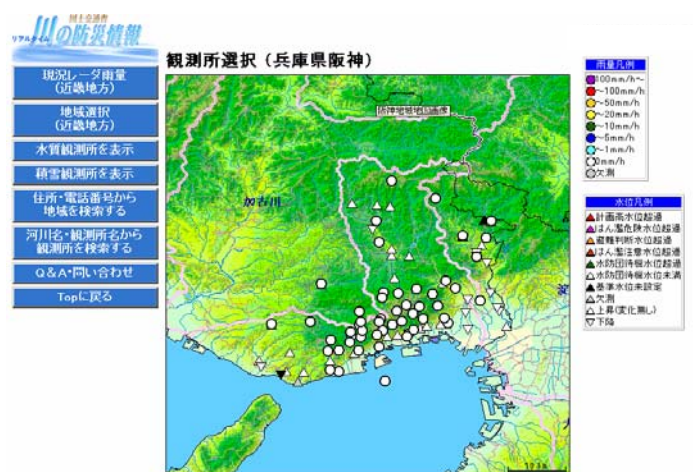 国土交通省
リアルタイム
川の防災情報
現況レーダ雨量
(近畿地方)
地域選択
(近畿地方)
水質観測所を表示
積雪観測所を表示
住所・電話番号から
地域を検索する
河川名・観測所名から
観測所を検索する
Q&A・問い合わせ
Topに戻る
観測所選択(兵庫県阪神)
阪神地域地図画像
加古川
雨量凡例
100mm/h～
～100mm/h
～50mm/h
～20mm/h
～10mm/h
～5mm/h
～1mm/h
0mm/h
欠測
水位凡例
計画高水位超過
はん濫危険水位超過
避難判断水位超過
はん濫注意水位超過
水防団待機水位超過
水防団待機水位未満
基準水位未設定
欠測
上昇(変化無し)
下降